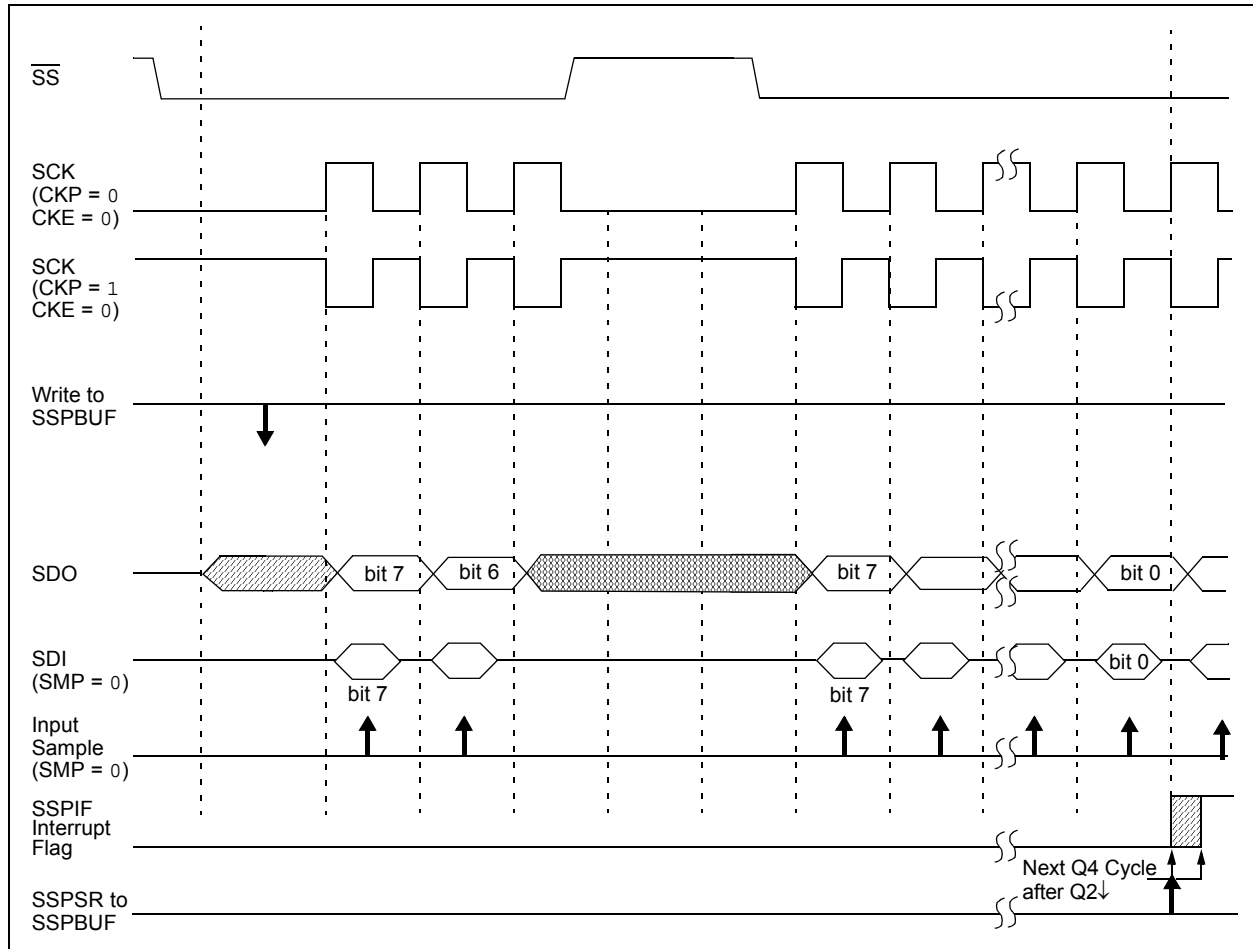 SS
SCK
(CKP = 0
CKE = 0)
SCK
(CKP = 1
CKE = 0)
Write to
SSPBUF
SDO
bit 7
bit 6
bit 7
bit 0
SDI
(SMP = 0)
bit 7
bit 7
bit 0
Input
Sample
(SMP = 0)
SSPIF
Interrupt
Flag
Next Q4 Cycle
after Q2↓
SSPSR to
SSPBUF